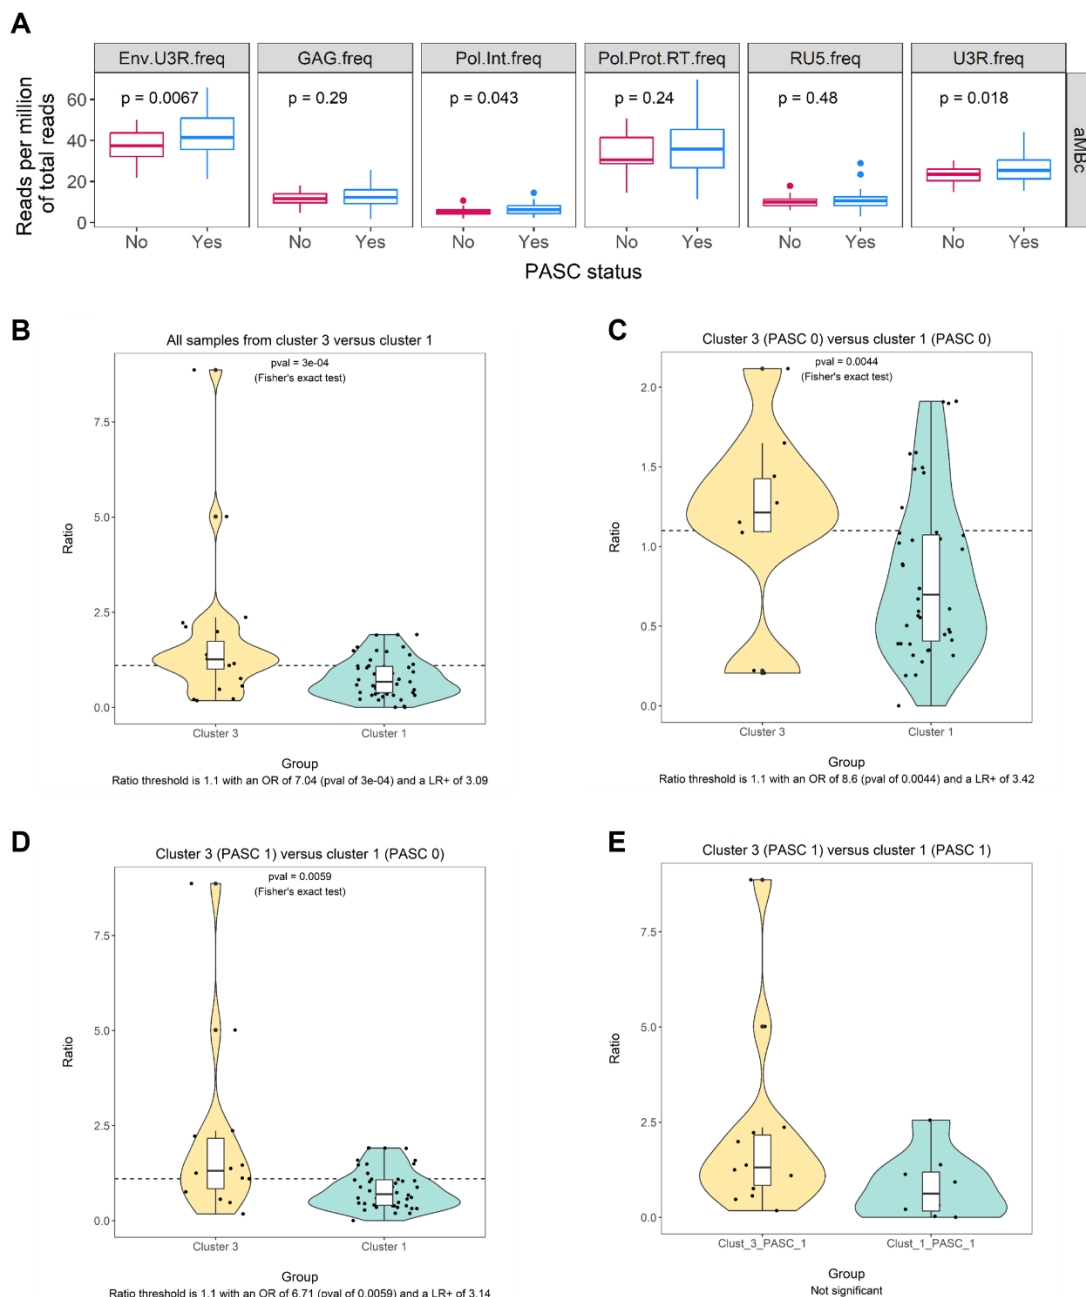 A
Env.U3R.freq GAG.freq Pol.Int.freq Pol.Prot.RT.freq RU5.freq U3R.freq
p = 0.0067 p = 0.29 p = 0.043 p = 0.24 p = 0.48 p = 0.018
Reads per million
of total reads
60
40
20
0
aMBc
No Yes No Yes No Yes No Yes No Yes No Yes
PASC status
B
All samples from cluster 3 versus cluster 1
pval = 3e-04
(Fisher's exact test)
Ratio
7.5
5.0
2.5
0.0
Cluster 3 Cluster 1
Group
Ratio threshold is 1.1 with an OR of 7.04 (pval of 3e-04) and a LR+ of 3.09
C
Cluster 3 (PASC 0) versus cluster 1 (PASC 0)
pval = 0.0044
(Fisher's exact test)
Ratio
2.0
1.5
1.0
0.5
0.0
Cluster 3 Cluster 1
Group
Ratio threshold is 1.1 with an OR of 8.6 (pval of 0.0044) and a LR+ of 3.42
D
Cluster 3 (PASC 1) versus cluster 1 (PASC 0)
pval = 0.0059
(Fisher's exact test)
Ratio
7.5
5.0
2.5
0.0
Cluster 3 Cluster 1
Group
Ratio threshold is 1.1 with an OR of 6.71 (pval of 0.0059) and a LR+ of 3.14
E
Cluster 3 (PASC 1) versus cluster 1 (PASC 1)
Ratio
7.5
5.0
2.5
0.0
Clust_3_PASC_1 Clust_1_PASC_1
Group
Not significant